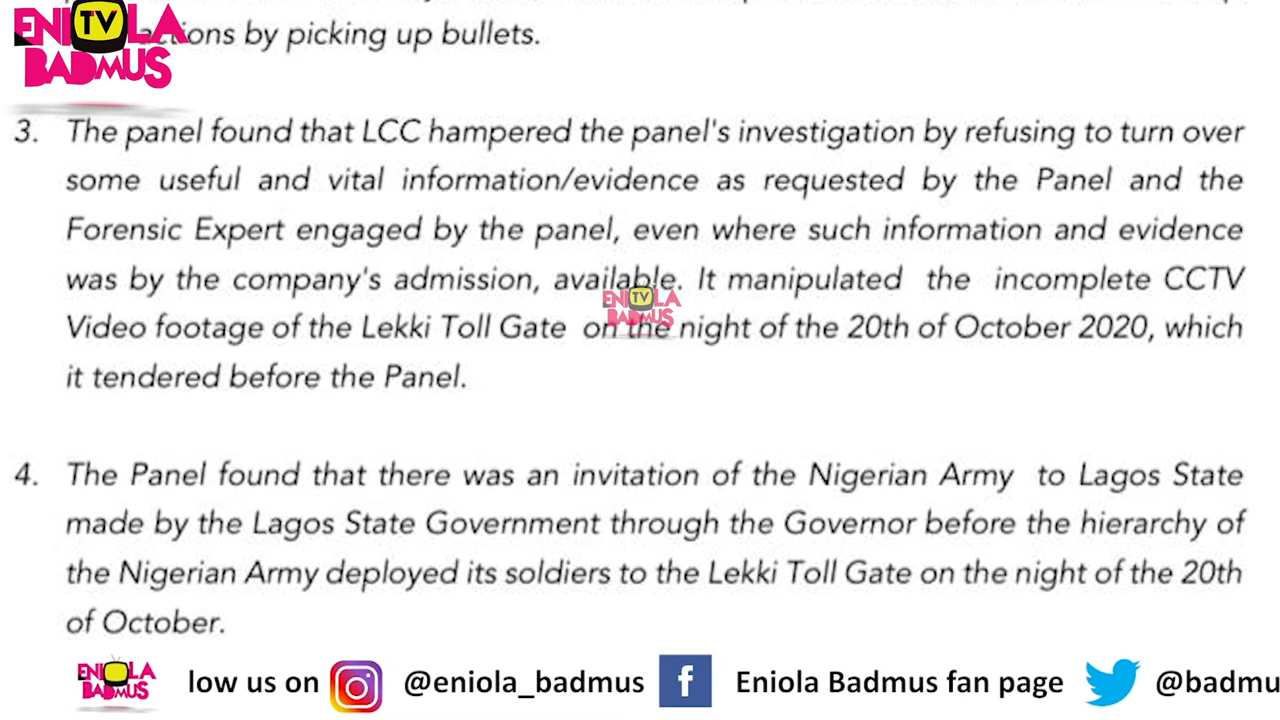 ENIOLA
TV
BADMUS
by picking up bullets.
3. The panel found that LCC hampered the panel's investigation by refusing to turn over
some useful and vital information/evidence as requested by the Panel and the
Forensic Expert engaged by the panel, even where such information and evidence
was by the company's admission, available. It manipulated the incomplete CCTV
ENIOLA
TV
BADMUS
Video footage of the Lekki Toll Gate on the night of the 20th of October 2020, which
it tendered before the Panel.
4. The Panel found that there was an invitation of the Nigerian Army to Lagos State
made by the Lagos State Government through the Governor before the hierarchy of
the Nigerian Army deployed its soldiers to the Lekki Toll Gate on the night of the 20th
of October.
ENIOLA
BADMUS
low us on @eniola_badmus f Eniola Badmus fan page @badmu